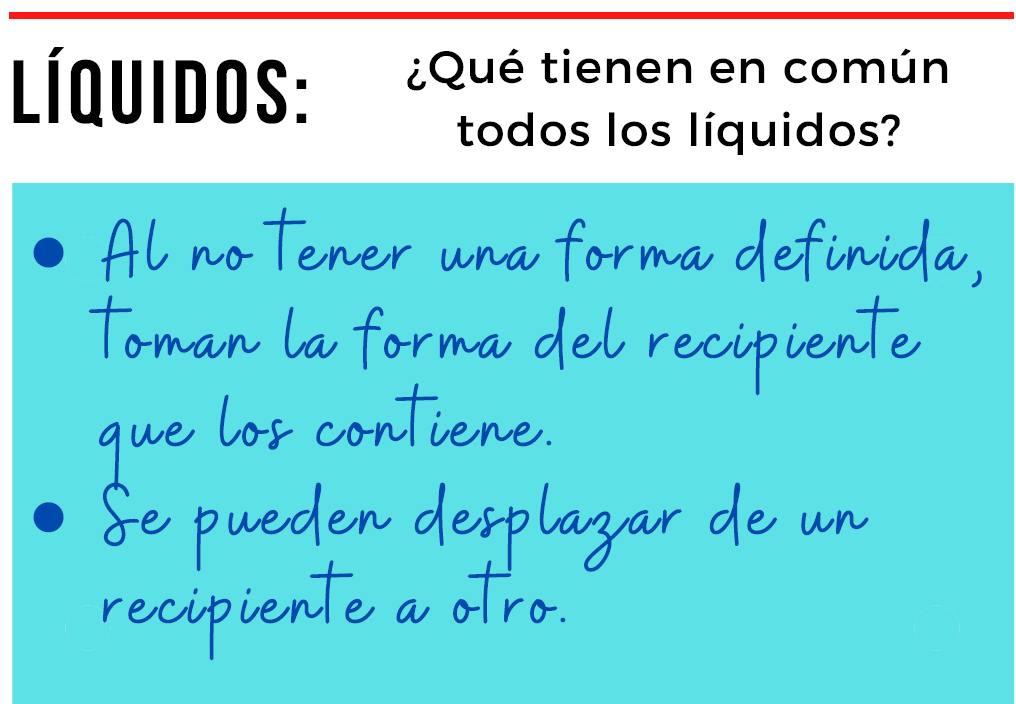 LÍQUIDOS:
¿Qué tienen en común
todos los líquidos?
• Al no tener una forma definida,
toman la forma del recipiente
que los contiene.
• Se pueden desplazar de un
recipiente a otro.